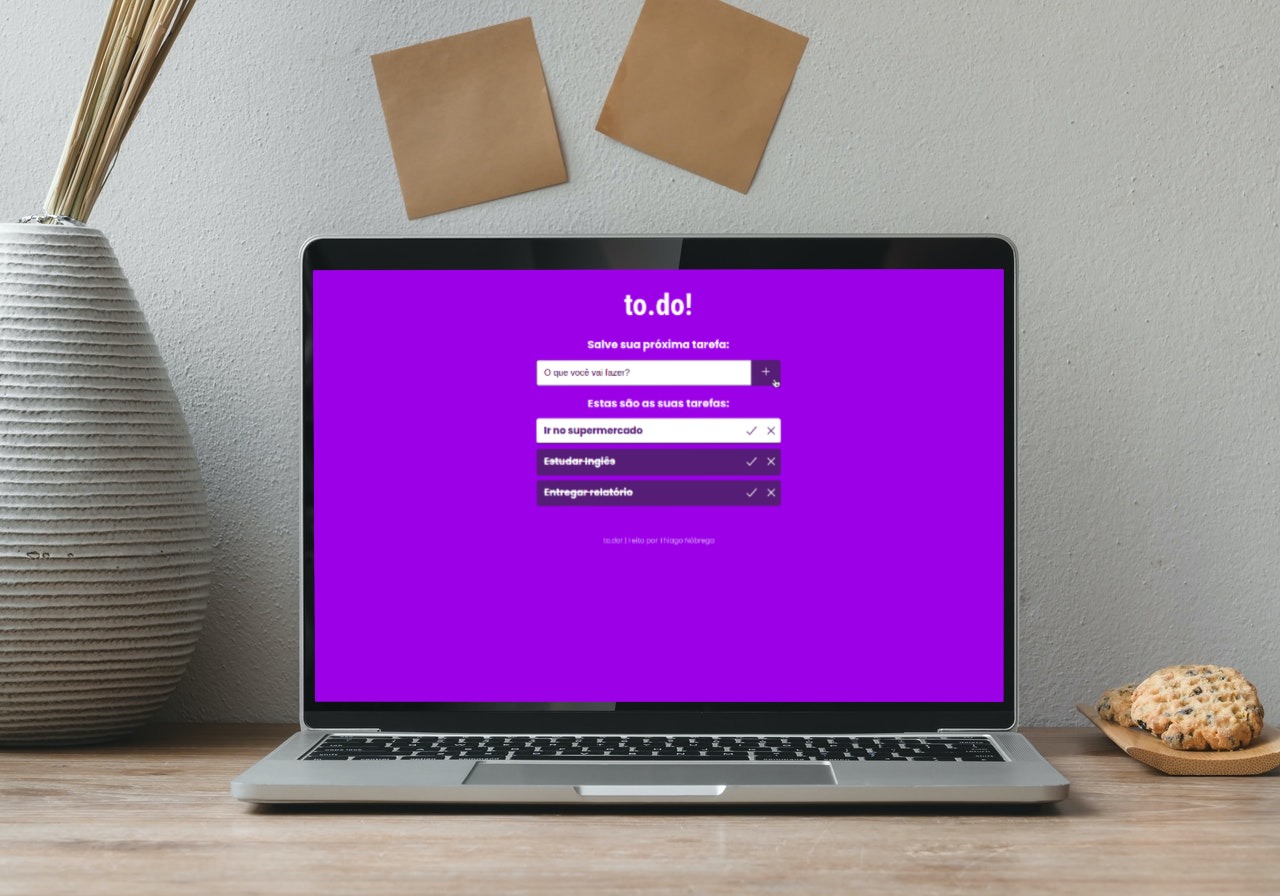 to.do!
Salve sua próxima tarefa:
O que você vai fazer?
Estas são as suas tarefas:
Ir no supermercado
Estudar Inglês
Entregar relatório
to.do! | Feito por Thiago Nóbrega